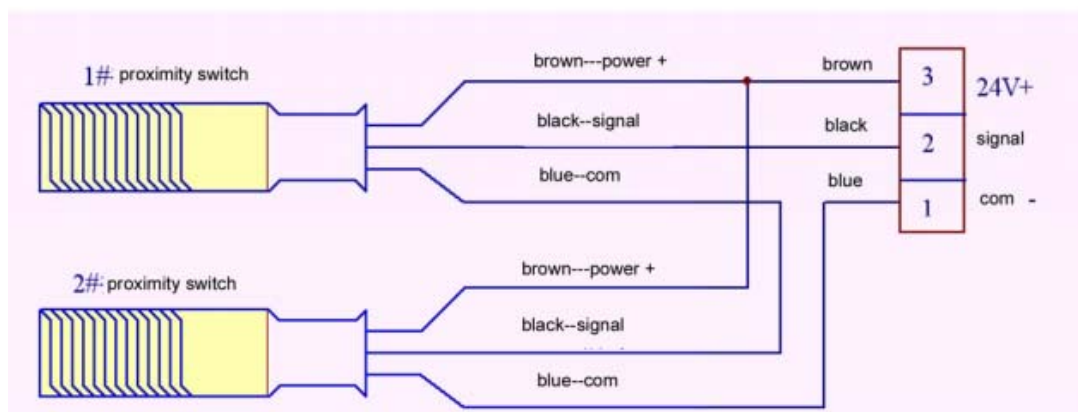 1#: proximity switch
brown---power +
brown
3
24V+
black--signal
black
2
signal
blue--com
blue
1
com -
2#: proximity switch
brown---power +
black--signal
blue--com